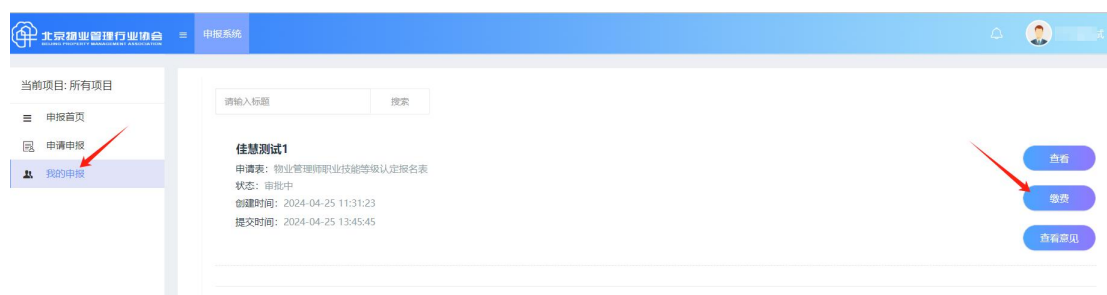 北京物业管理行业协会
BEIJING PROPERTY MANAGEMENT ASSOCIATION
申报系统
当前项目: 所有项目
申报首页
申请申报
我的申报
请输入标题
搜索
佳慧测试1
申请表: 物业管理师职业技能等级认定报名表
状态: 审批中
创建时间: 2024-04-25 11:31:23
提交时间: 2024-04-25 13:45:45
查看
缴费
查看意见